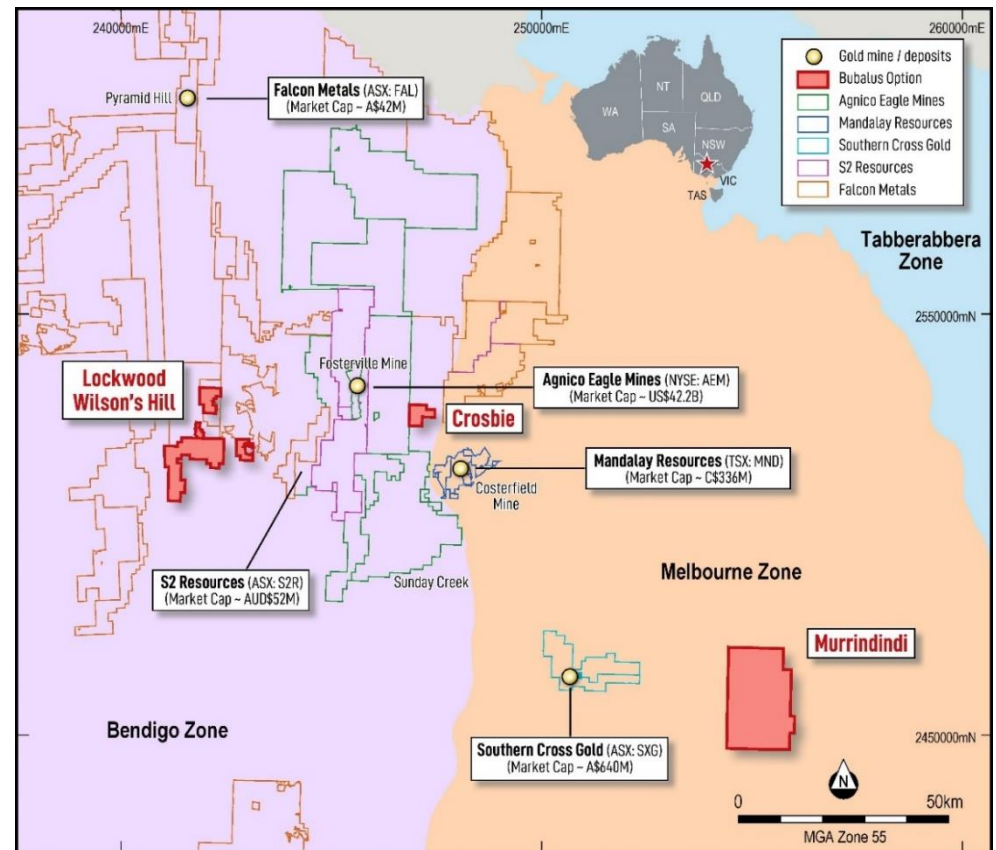 240000mE
250000mE
260000mE
Gold mine / deposits
Bubalus Option
Agnico Eagle Mines
Mandalay Resources
Southern Cross Gold
S2 Resources
Falcon Metals
WA
NT
QLD
SA
NSW
VIC
TAS
Pyramid Hill
Falcon Metals (ASX: FAL)
(Market Cap ~ A$42M)
Tabberabbera
Zone
2550000mN
Fosterville Mine
Lockwood
Wilson's Hill
Agnico Eagle Mines (NYSE: AEM)
(Market Cap ~ US$42.2B)
Crosbie
Mandalay Resources (TSX: MND)
(Market Cap ~ C$336M)
Costerfield
Mine
S2 Resources (ASX: S2R)
(Market Cap ~ AUD$52M)
Sunday Creek
Melbourne Zone
Murrindindi
Bendigo Zone
Southern Cross Gold (ASX: SXG)
(Market Cap ~ A$640M)
2450000mN
N
0
50km
MGA Zone 55